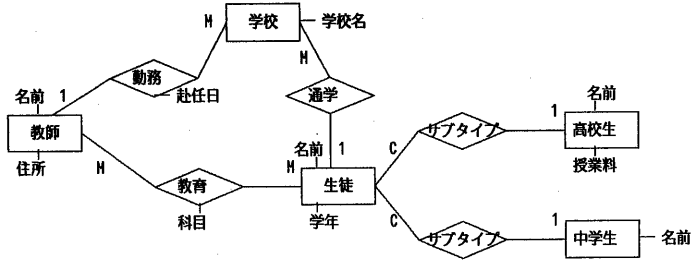 M
学校
学校名
M
勤務
赴任日
通学
名前
1
教師
住所
M
名前
M
1
生徒
学年
教育
科目
C
サブタイプ
1
名前
高校生
授業料
C
サブタイプ
1
中学生
名前